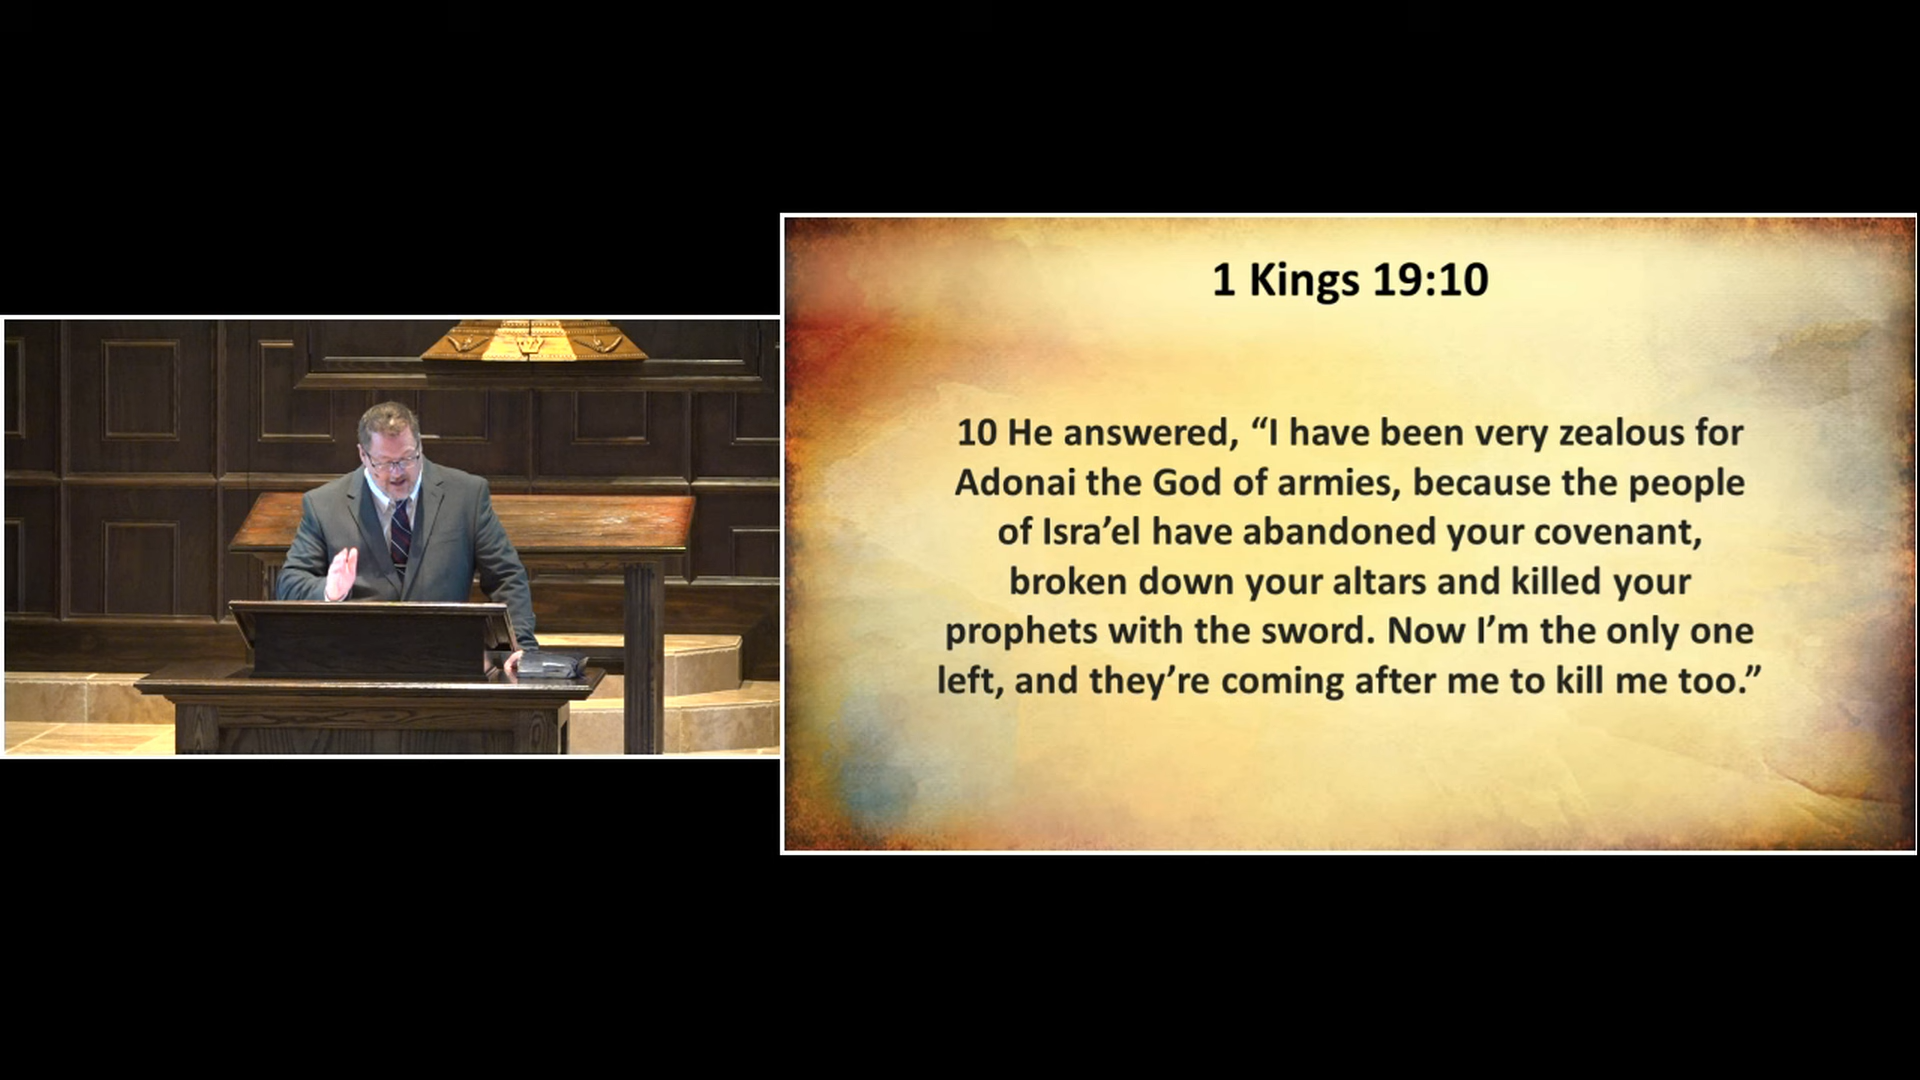 1 Kings 19:10
10 He answered, “I have been very zealous for
Adonai the God of armies, because the people
of Isra’el have abandoned your covenant,
broken down your altars and killed your
prophets with the sword. Now I’m the only one
left, and they’re coming after me to kill me too.”